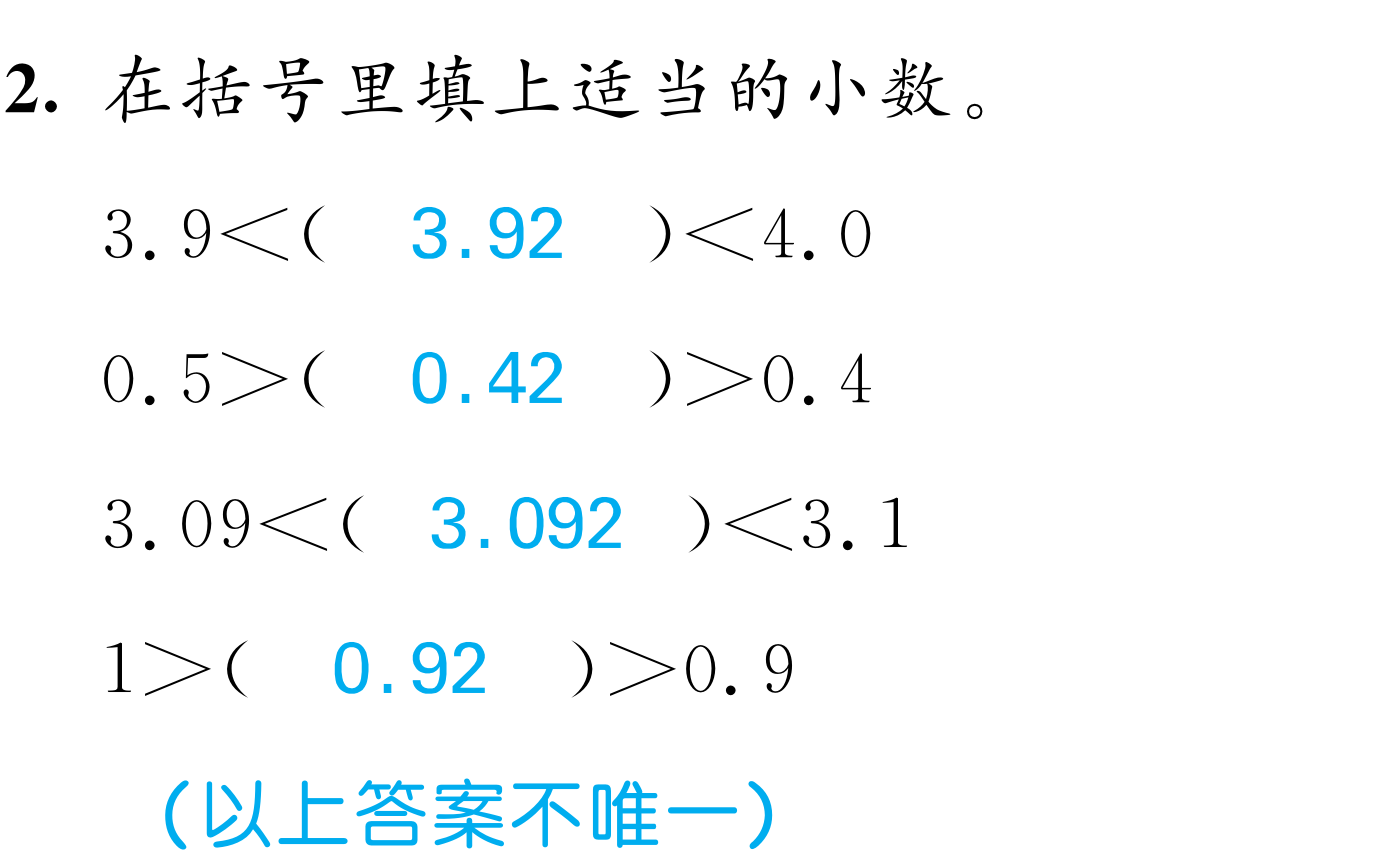 2. 在括号里填上适当的小数。
3.9<( 3.92 )<4.0
0.5>( 0.42 )>0.4
3.09<( 3.092 )<3.1
1>( 0.92 )>0.9
(以上答案不唯一)